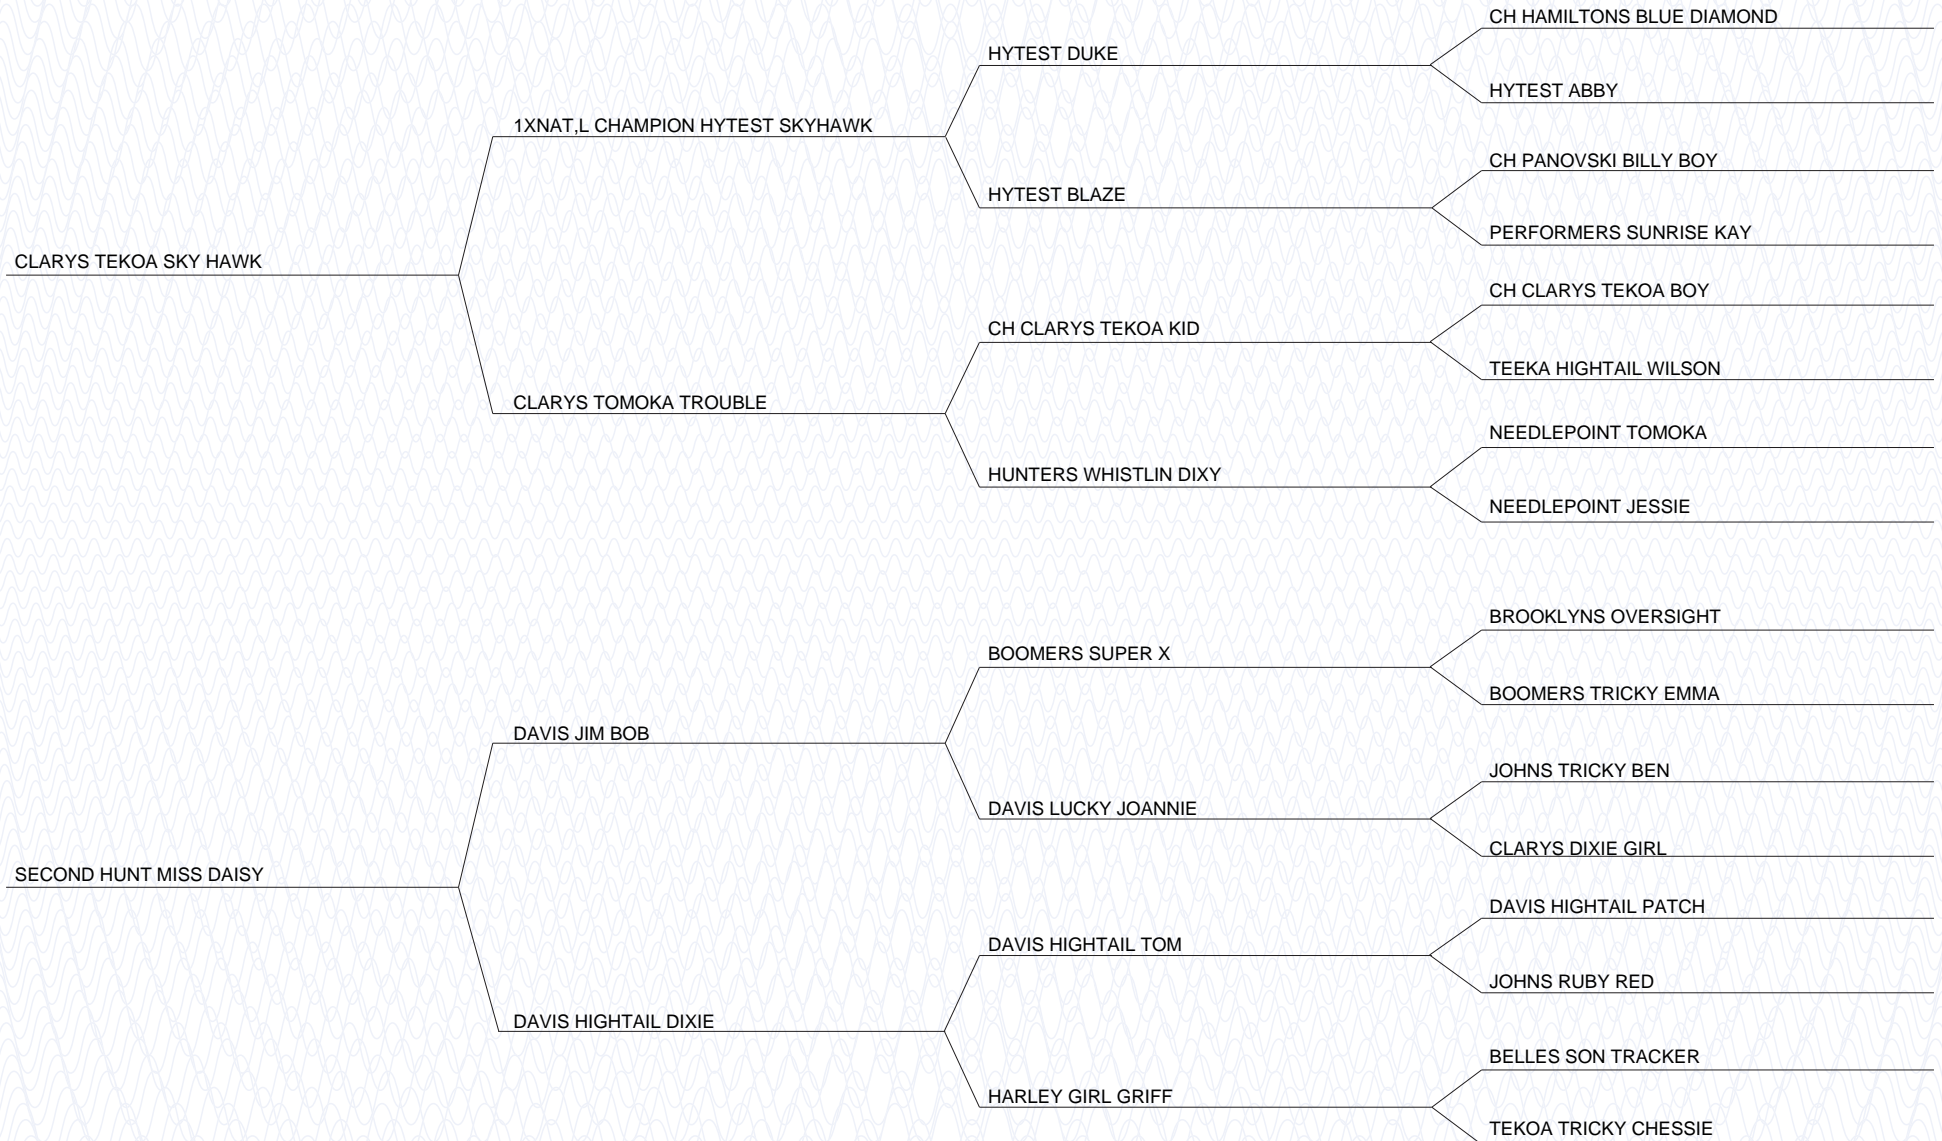 CH HAMILTONS BLUE DIAMOND
HYTEST DUKE
HYTEST ABBY
1XNAT,L CHAMPION HYTEST SKYHAWK
CH PANOVSKI BILLY BOY
HYTEST BLAZE
PERFORMERS SUNRISE KAY
CLARYS TEKOA SKY HAWK
CH CLARYS TEKOA BOY
CH CLARYS TEKOA KID
TEEKA HIGHTAIL WILSON
CLARYS TOMOKA TROUBLE
NEEDLEPOINT TOMOKA
HUNTERS WHISTLIN DIXY
NEEDLEPOINT JESSIE
BROOKLYNS OVERSIGHT
BOOMERS SUPER X
BOOMERS TRICKY EMMA
DAVIS JIM BOB
JOHNS TRICKY BEN
DAVIS LUCKY JOANNIE
CLARYS DIXIE GIRL
SECOND HUNT MISS DAISY
DAVIS HIGHTAIL PATCH
DAVIS HIGHTAIL TOM
JOHNS RUBY RED
DAVIS HIGHTAIL DIXIE
BELLES SON TRACKER
HARLEY GIRL GRIFF
TEKOA TRICKY CHESSIE